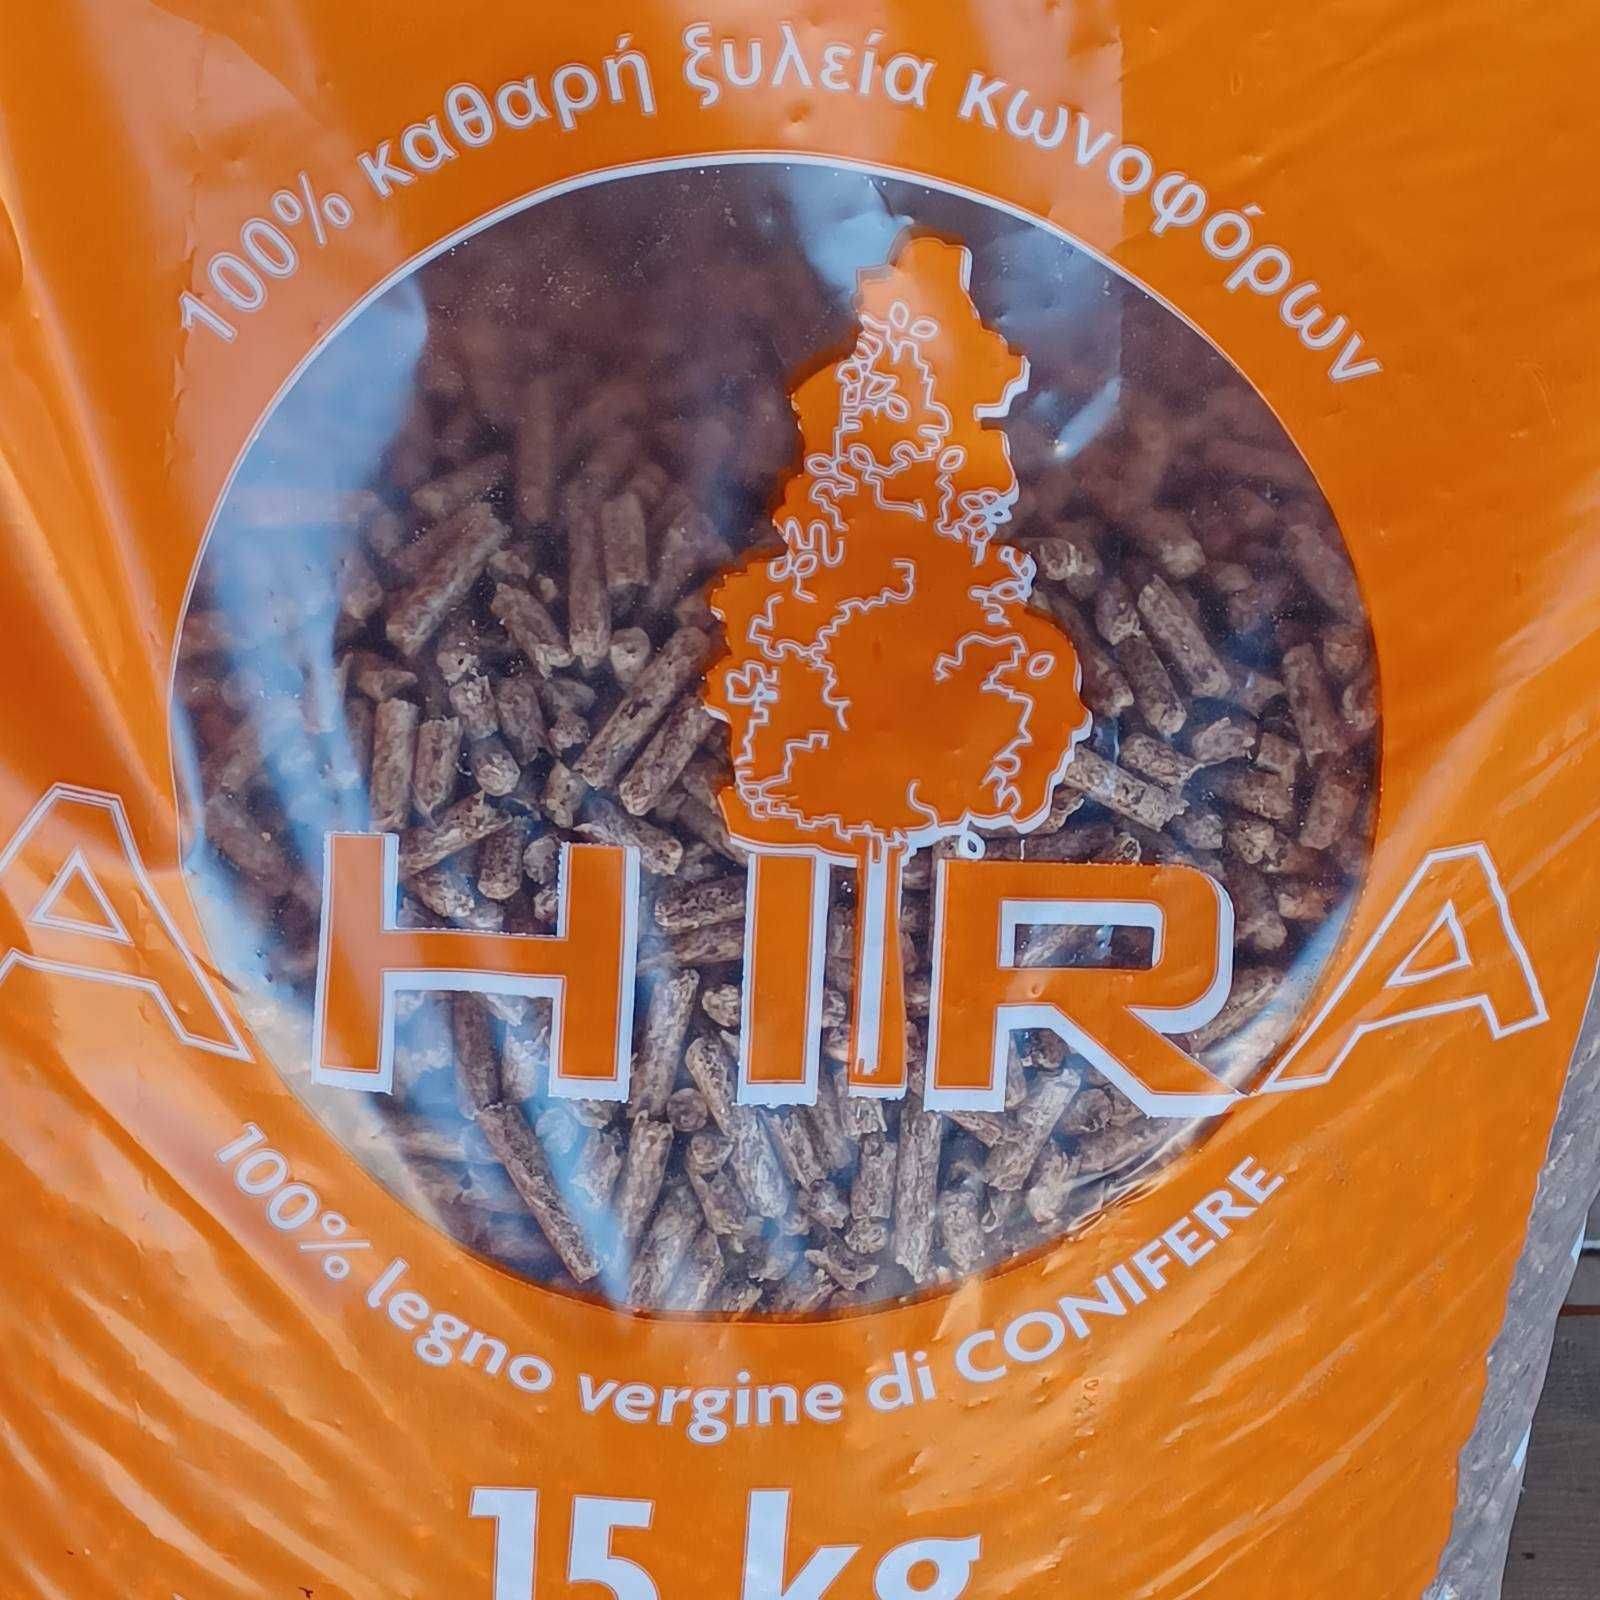 100% καθαρή ξυλεία κωνοφόρων
AHIRA
100% legno vergine di CONIFERE
15 kg